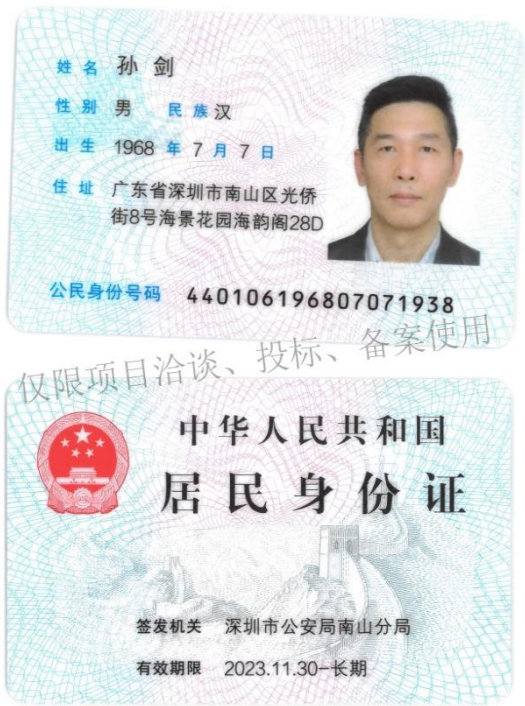 姓名 孙剑
性别 男 民族 汉
出生 1968 年 7 月 7 日
住址 广东省深圳市南山区光侨
街8号海景花园海韵阁28D
公民身份号码 440106196807071938
仅限项目洽谈、投标、备案使用
中华人民共和国
居民身份证
签发机关 深圳市公安局南山分局
有效期限 2023.11.30-长期